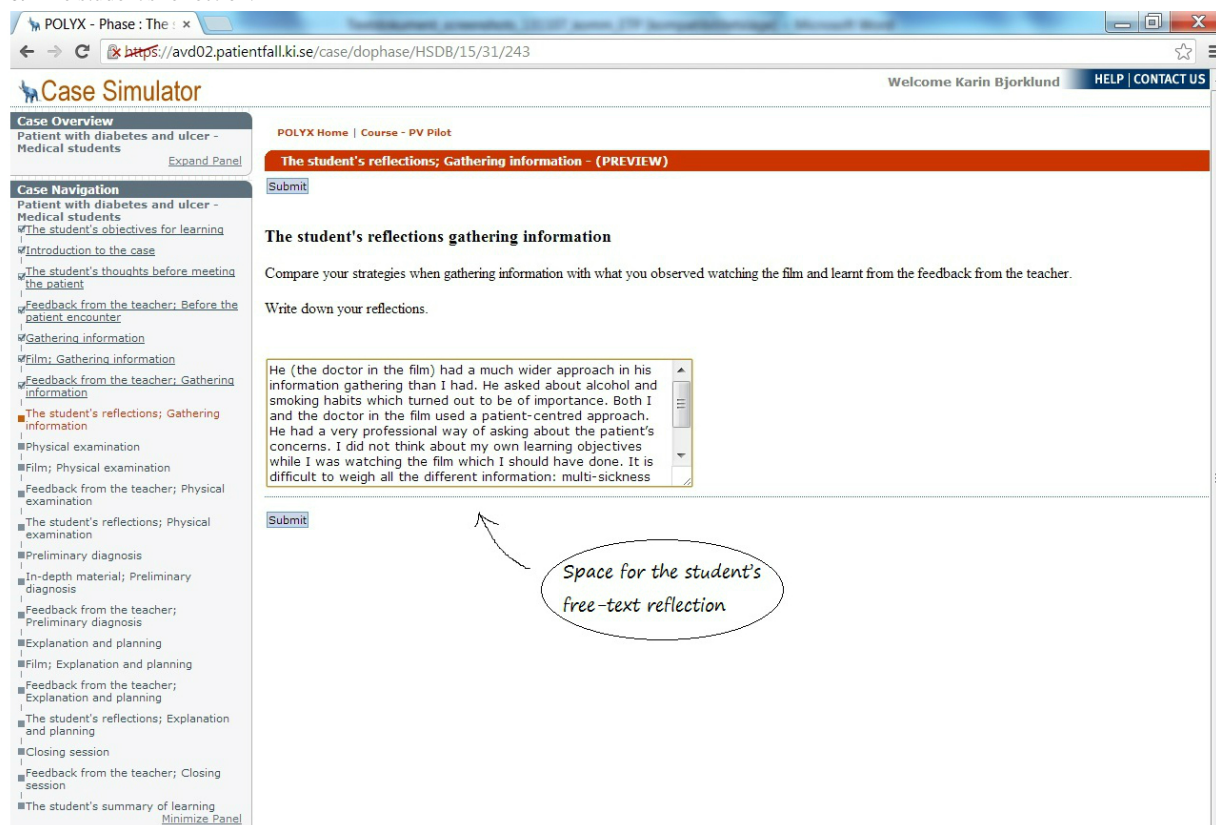 POLYX - Phase : The s ×
https://avd02.patientfall.ki.se/case/dophase/HSDB/15/31/243
Case Simulator
Welcome Karin Bjorklund
HELP | CONTACT US
Case Overview
Patient with diabetes and ulcer -
Medical students
Expand Panel
POLYX Home | Course - PV Pilot
The student's reflections; Gathering information - (PREVIEW)
Submit
Case Navigation
Patient with diabetes and ulcer -
Medical students
The student's objectives for learning
Introduction to the case
The student's thoughts before meeting
the patient
Feedback from the teacher; Before the
patient encounter
Gathering information
Film; Gathering information
Feedback from the teacher; Gathering
information
The student's reflections; Gathering
information
Physical examination
Film; Physical examination
Feedback from the teacher; Physical
examination
The student's reflections; Physical
examination
Preliminary diagnosis
In-depth material; Preliminary
diagnosis
Feedback from the teacher;
Preliminary diagnosis
Explanation and planning
Film; Explanation and planning
Feedback from the teacher;
Explanation and planning
The student's reflections; Explanation
and planning
Closing session
Feedback from the teacher; Closing
session
The student's summary of learning
Minimize Panel
The student's reflections gathering information
Compare your strategies when gathering information with what you observed watching the film and learnt from the feedback from the teacher.
Write down your reflections.
He (the doctor in the film) had a much wider approach in his
information gathering than I had. He asked about alcohol and
smoking habits which turned out to be of importance. Both I
and the doctor in the film used a patient-centred approach.
He had a very professional way of asking about the patient's
concerns. I did not think about my own learning objectives
while I was watching the film which I should have done. It is
difficult to weigh all the different information: multi-sickness
Submit
Space for the student's
free-text reflection